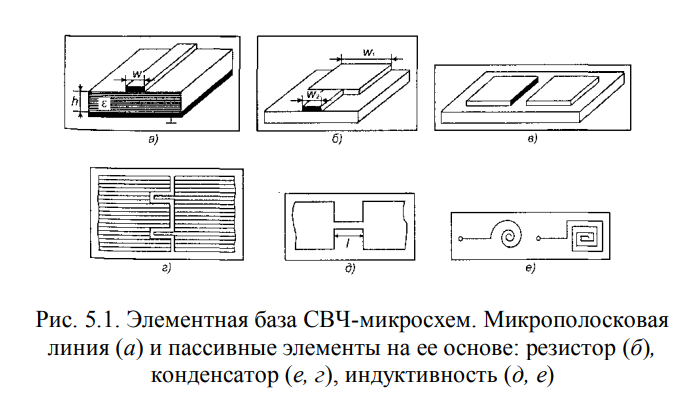 W
h
ε
а)
W₁
W₂
б)
в)
г)
l
д)
е)
Рис. 5.1. Элементная база СВЧ-микросхем. Микрополосковая
линия (а) и пассивные элементы на ее основе: резистор (б),
конденсатор (е, г), индуктивность (д, е)